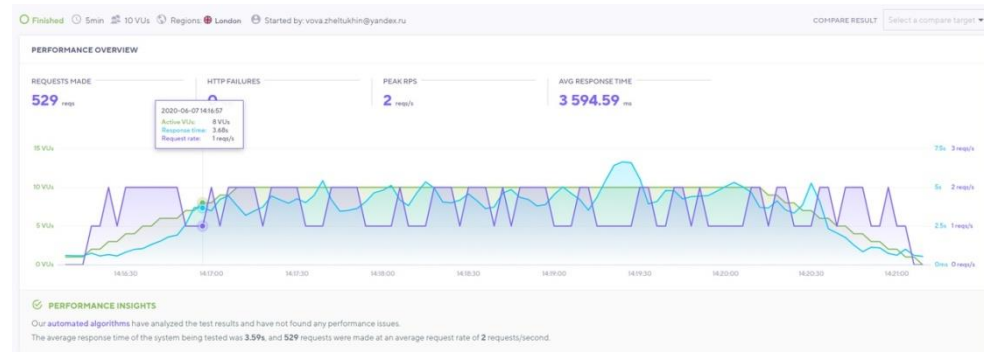 Finished 5min 10 VUs Regions London Started by: vova.zheltukhin@yandex.ru COMPARE RESULT Select a compare target
PERFORMANCE OVERVIEW
REQUESTS MADE HTTP FAILURES PEAK RPS AVG RESPONSE TIME
529 reqs 0 2 reqs/s 3 594.59 ms
2020-06-07 14:16:57
Active VUs: 8 VUs
Response time: 3.68s
Request rate: 1 reqs/s
15 VUs 7.5s 3 reqs/s
10 VUs 5s 2 reqs/s
5 VUs 2.5s 1 reqs/s
0 VUs 0ms 0 reqs/s
14:16:30 14:17:00 14:17:30 14:18:00 14:18:30 14:19:00 14:19:30 14:20:00 14:20:30 14:21:00
PERFORMANCE INSIGHTS
Our automated algorithms have analyzed the test results and have not found any performance issues.
The average response time of the system being tested was 3.59s, and 529 requests were made at an average request rate of 2 requests/second.